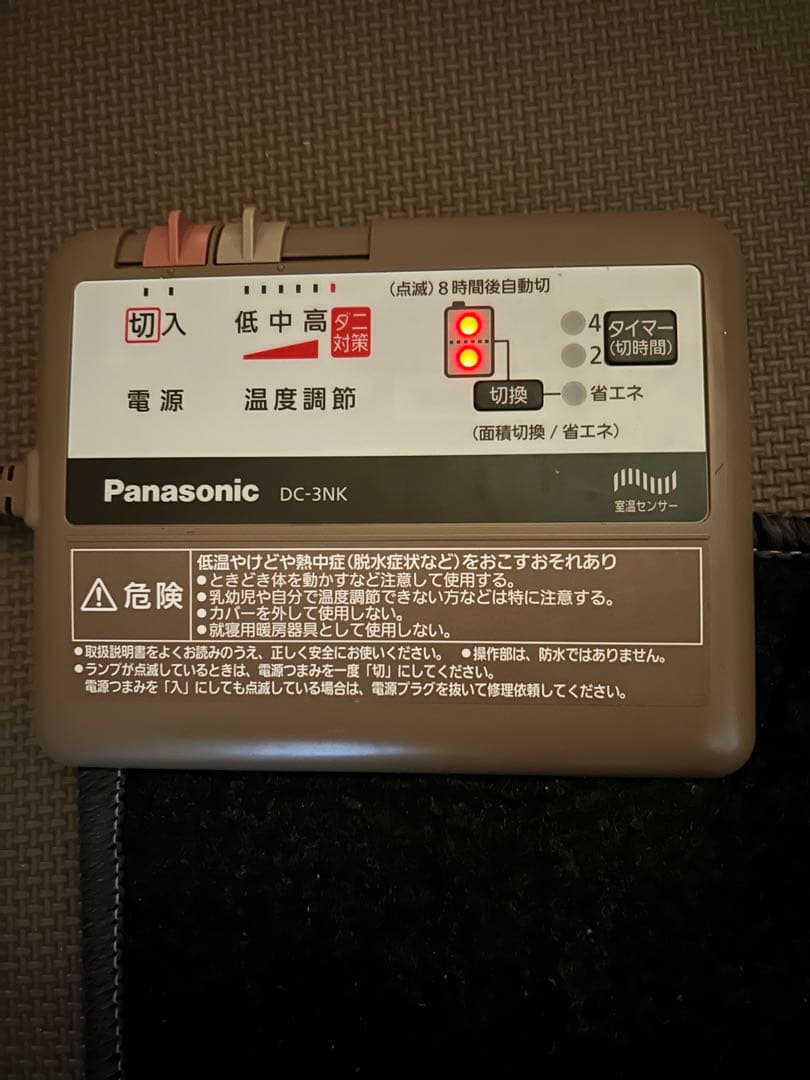 (点滅)8時間後自動切
切 入
低 中 高 ダニ対策
4 タイマー
2 (切時間)
切換 省エネ
電源 温度調節
(面積切換/省エネ)
Panasonic DC-3NK
室温センサー
危険
低温やけどや熱中症(脱水症状など)をおこすおそれあり
●ときどき体を動かすなど注意して使用する。
●乳幼児や自分で温度調節できない方などは特に注意する。
●カバーを外して使用しない。
●就寝用暖房器具として使用しない。
●取扱説明書をよくお読みのうえ、正しく安全にお使いください。 ●操作部は、防水ではありません。
●ランプが点滅しているときは、電源つまみを一度「切」にしてください。
電源つまみを「入」にしても点滅している場合は、電源プラグを抜いて修理依頼してください。